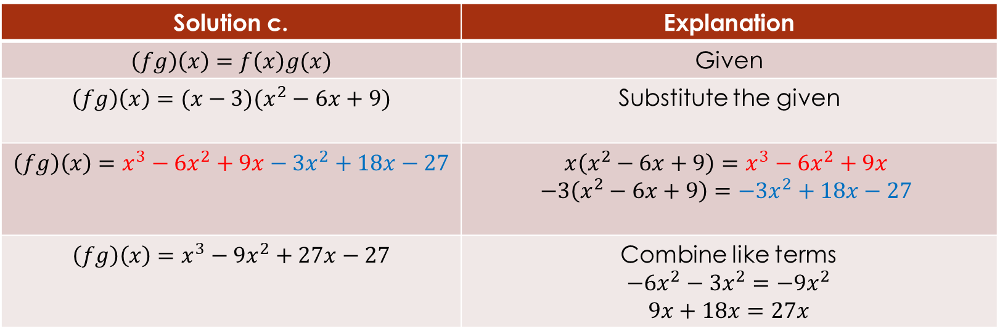 Solution c.
Explanation
(fg)(x) = f(x)g(x)
Given
(fg)(x) = (x − 3)(x² − 6x + 9)
Substitute the given
(fg)(x) = x³ − 6x² + 9x − 3x² + 18x − 27
x(x² − 6x + 9) = x³ − 6x² + 9x
−3(x² − 6x + 9) = −3x² + 18x − 27
(fg)(x) = x³ − 9x² + 27x − 27
Combine like terms
−6x² − 3x² = −9x²
9x + 18x = 27x